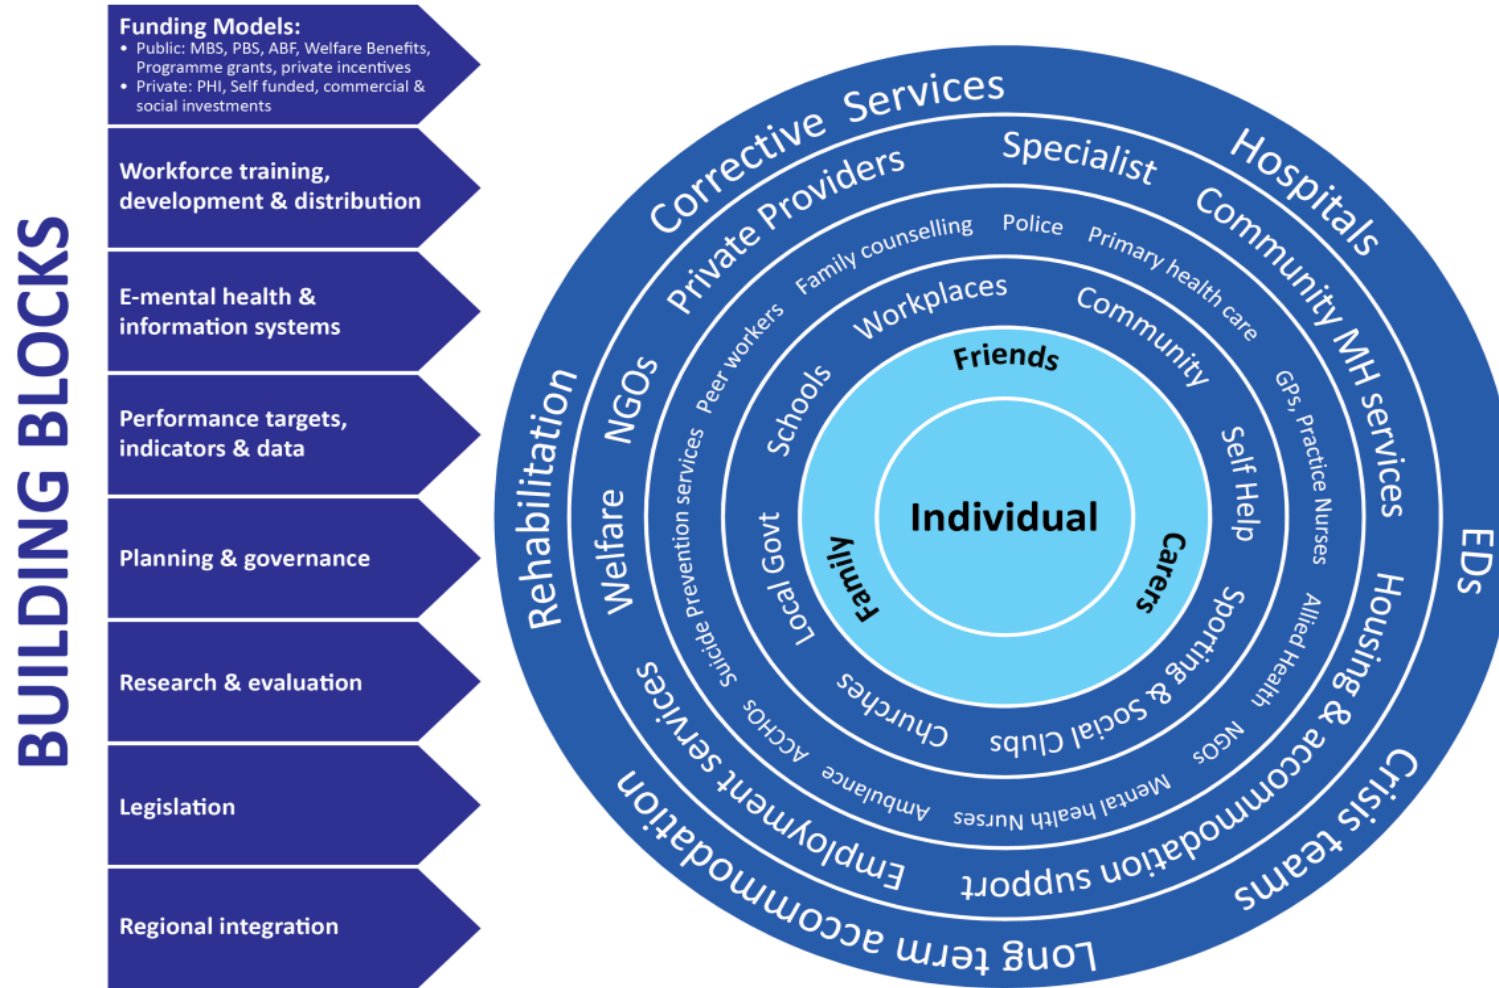 BUILDING BLOCKS
Funding Models:
• Public: MBS, PBS, ABF, Welfare Benefits,
Programme grants, private incentives
• Private: PHI, Self funded, commercial &
social investments
Workforce training,
development & distribution
E-mental health &
information systems
Performance targets,
indicators & data
Planning & governance
Research & evaluation
Legislation
Regional integration
Corrective Services
Hospitals
EDs
Crisis teams
Long term accommodation
Rehabilitation
Private Providers
Specialist
Community MH services
Housing & accommodation support
Employment services
Welfare
NGOs
Family counselling
Police
Primary health care
GPs, Practice Nurses
Allied Health
NGOs
Mental health Nurses
Ambulance
ACCHOs
Suicide Prevention services
Peer workers
Workplaces
Community
Self Help
Sporting & Social Clubs
Churches
Local Govt
Schools
Friends
Carers
Family
Individual